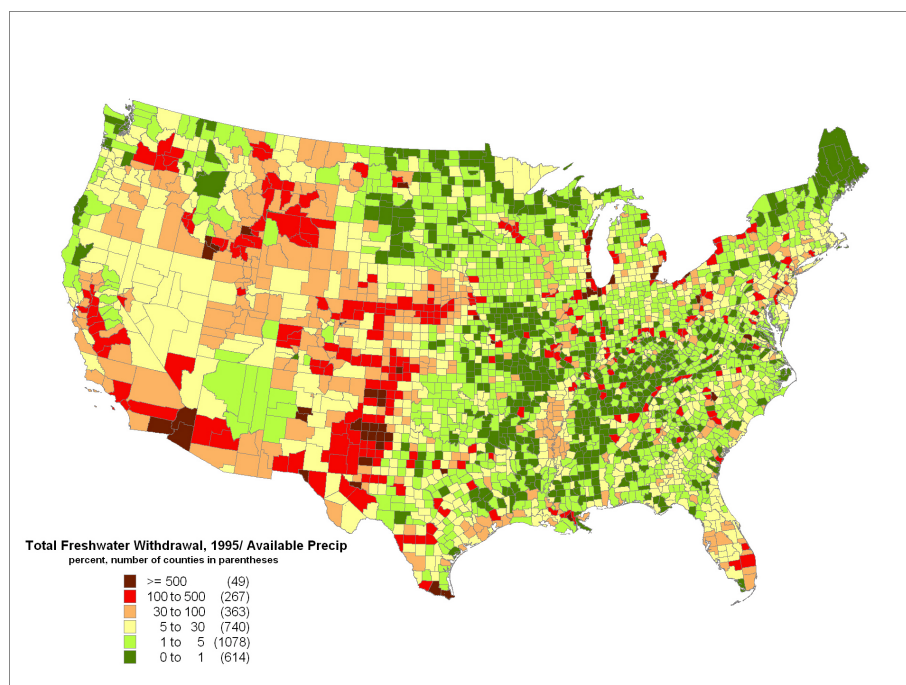 Total Freshwater Withdrawal, 1995/ Available Precip
percent, number of counties in parentheses
>= 500 (49)
100 to 500 (267)
30 to 100 (363)
5 to 30 (740)
1 to 5 (1078)
0 to 1 (614)